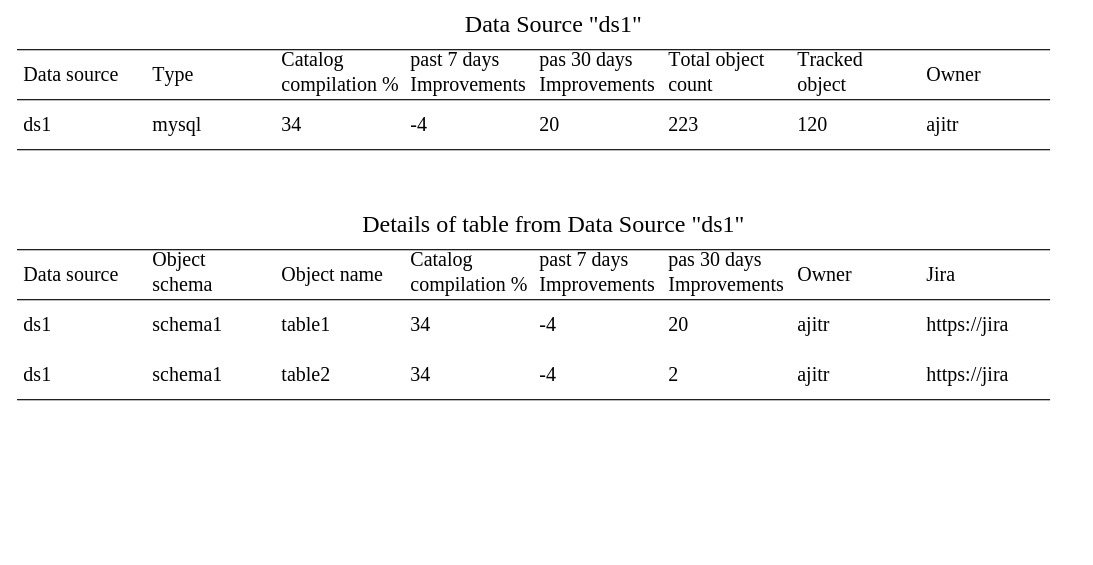 Data Source "ds1"
Data source Type Catalog compilation % past 7 days Improvements pas 30 days Improvements Total object count Tracked object Owner
ds1 mysql 34 -4 20 223 120 ajitr
Details of table from Data Source "ds1"
Data source Object schema Object name Catalog compilation % past 7 days Improvements pas 30 days Improvements Owner Jira
ds1 schema1 table1 34 -4 20 ajitr https://jira
ds1 schema1 table2 34 -4 2 ajitr https://jira